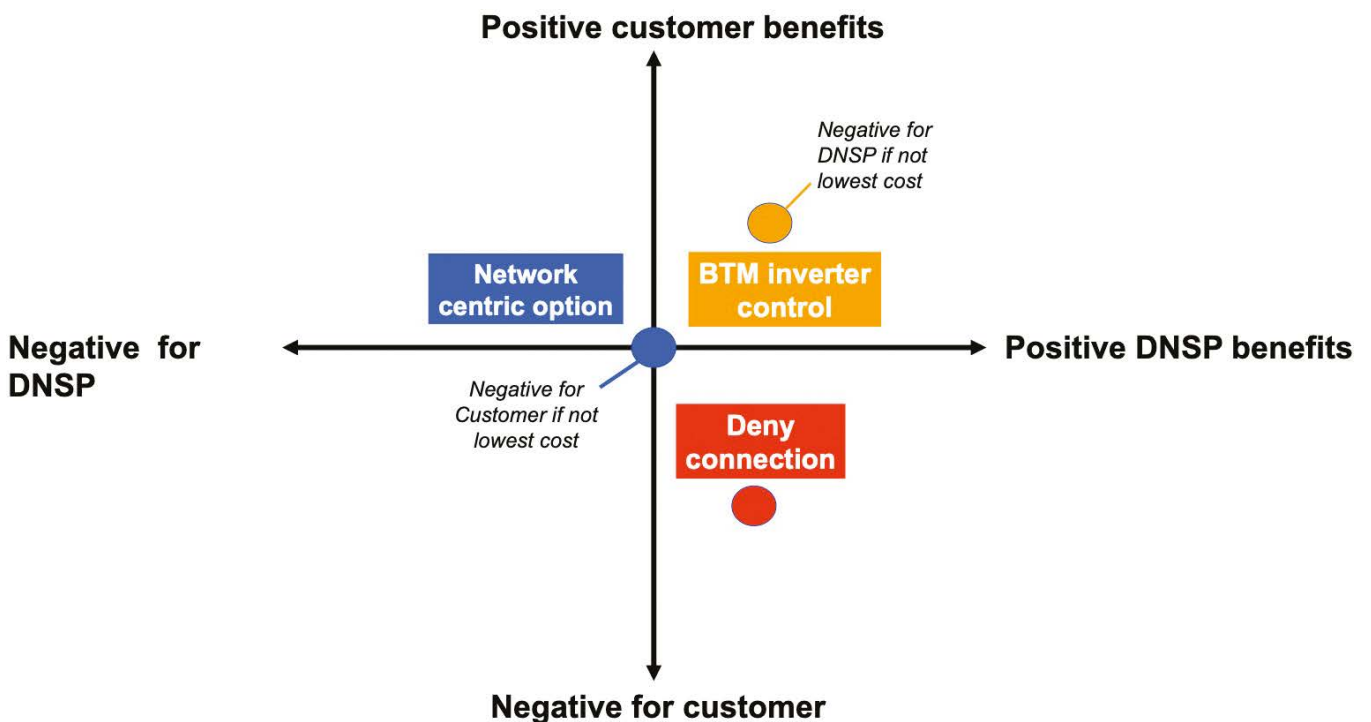 Positive customer benefits
Negative for
DNSP if not
lowest cost
Network
centric option
BTM inverter
control
Negative for
DNSP
Positive DNSP benefits
Negative for
Customer if not
lowest cost
Deny
connection
Negative for customer